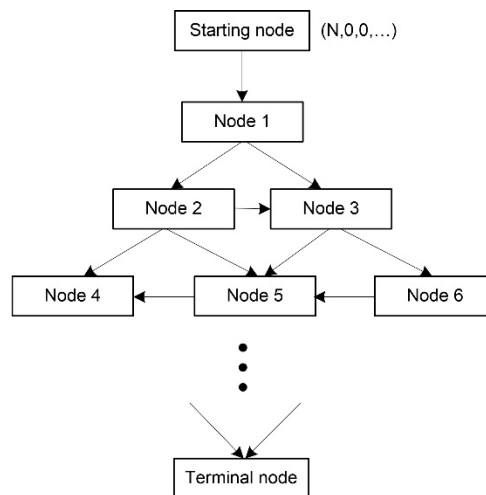 Starting node (N,0,0,...)
Node 1
Node 2 Node 3
Node 4 Node 5 Node 6
Terminal node